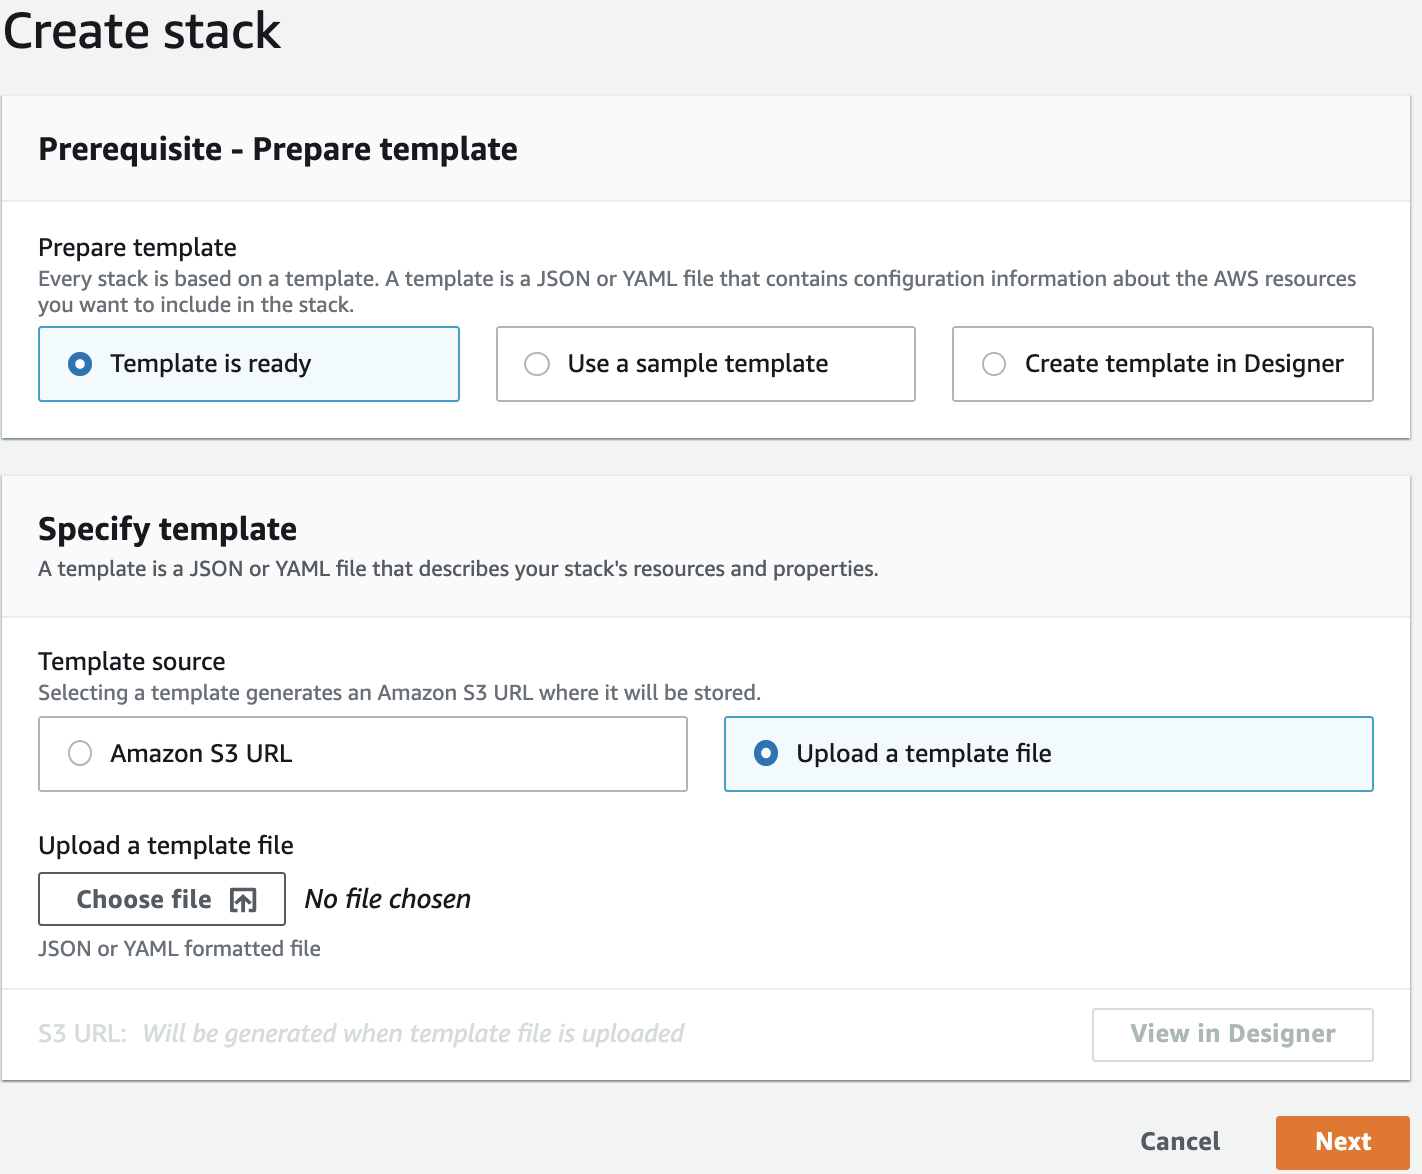 Create stack
Prerequisite - Prepare template
Prepare template
Every stack is based on a template. A template is a JSON or YAML file that contains configuration information about the AWS resources
you want to include in the stack.
Template is ready
Use a sample template
Create template in Designer
Specify template
A template is a JSON or YAML file that describes your stack's resources and properties.
Template source
Selecting a template generates an Amazon S3 URL where it will be stored.
Amazon S3 URL
Upload a template file
Upload a template file
Choose file
No file chosen
JSON or YAML formatted file
S3 URL: Will be generated when template file is uploaded
View in Designer
Cancel
Next